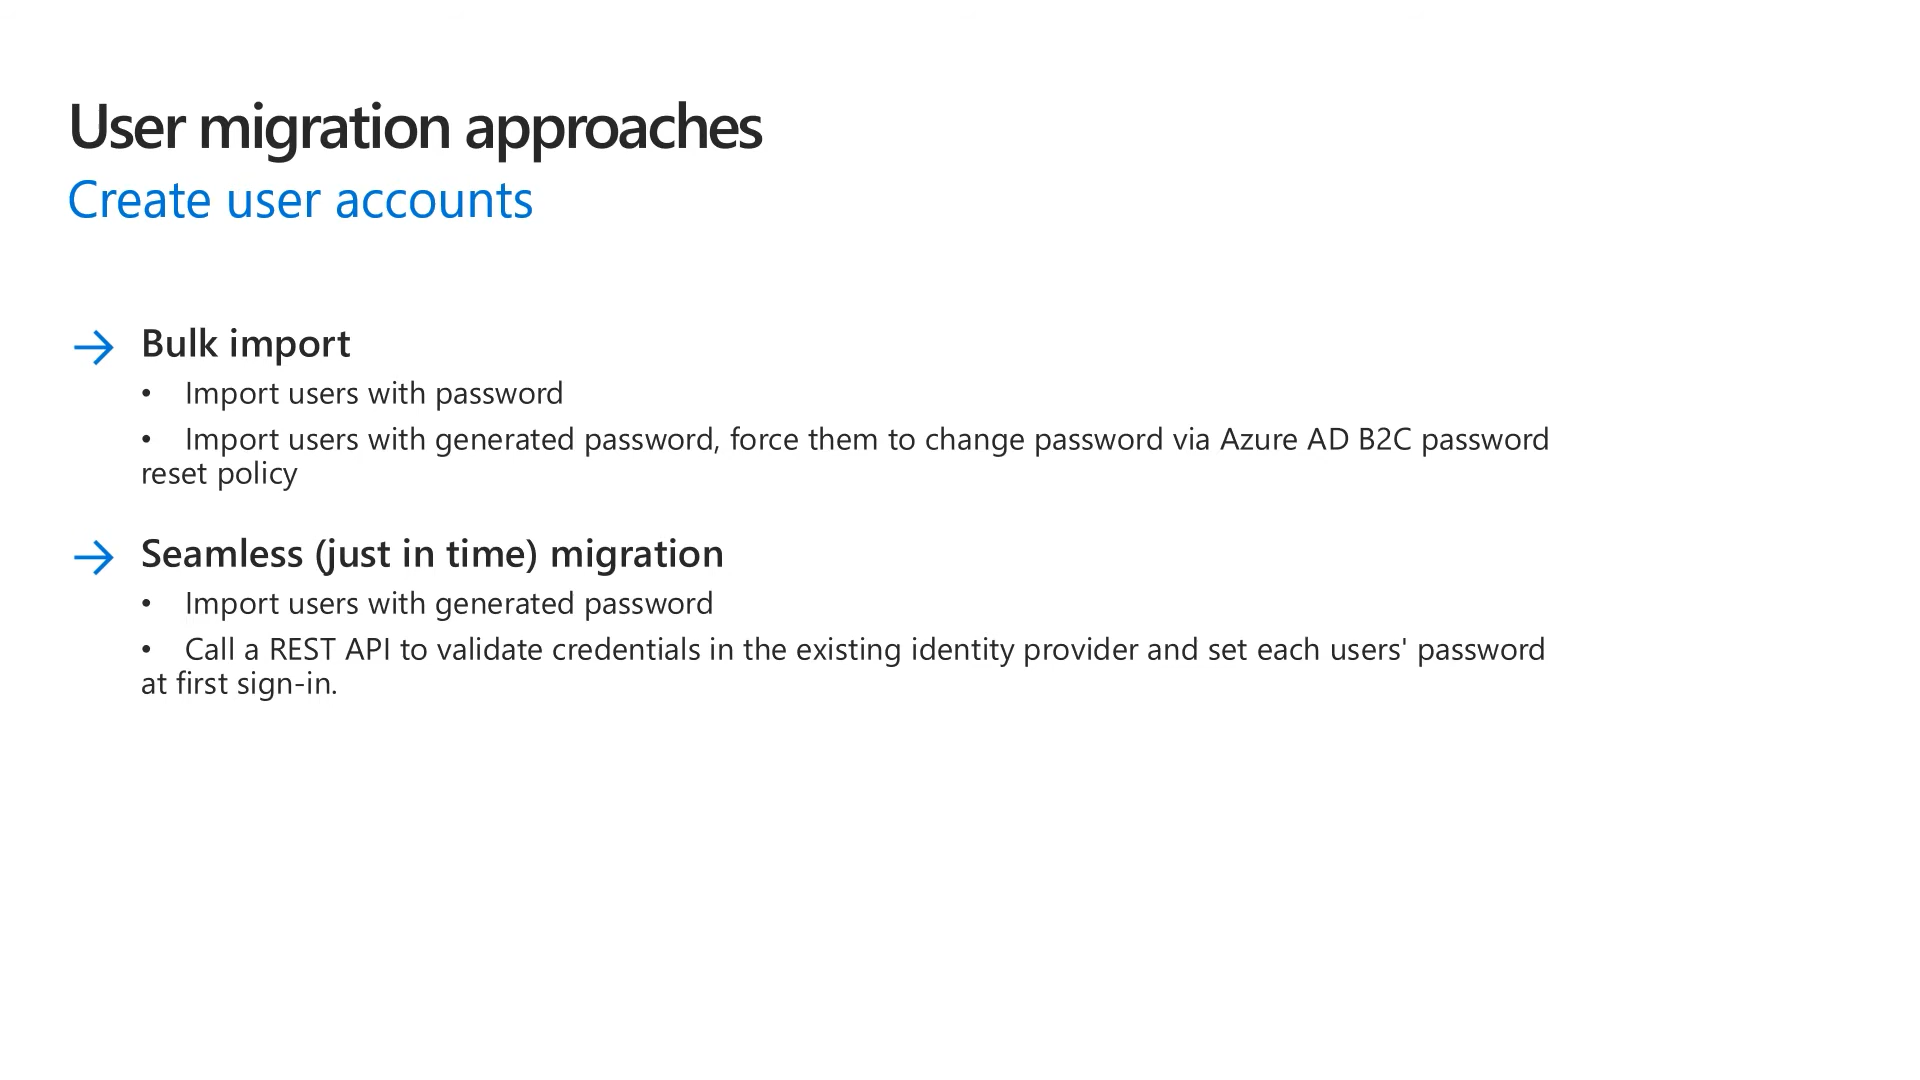 User migration approaches
Create user accounts
Bulk import
• Import users with password
• Import users with generated password, force them to change password via Azure AD B2C password
reset policy
Seamless (just in time) migration
• Import users with generated password
• Call a REST API to validate credentials in the existing identity provider and set each users' password
at first sign-in.